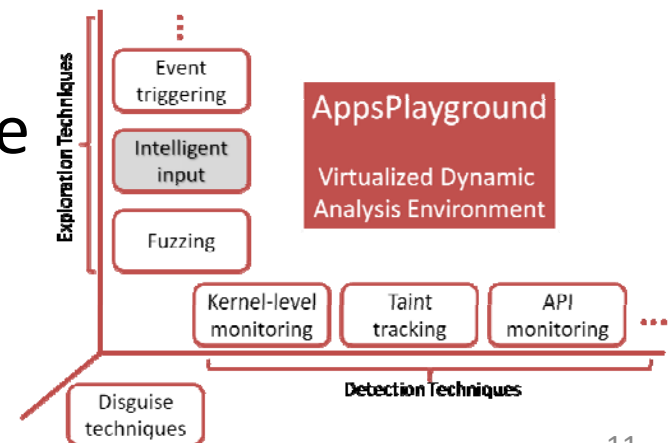 Event
triggering
Exploration Techniques
e
Intelligent
input
Fuzzing
AppsPlayground
Virtualized Dynamic
Analysis Environment
Kernel-level
monitoring
Taint
tracking
API
monitoring
Detection Techniques
Disguise
techniques
11